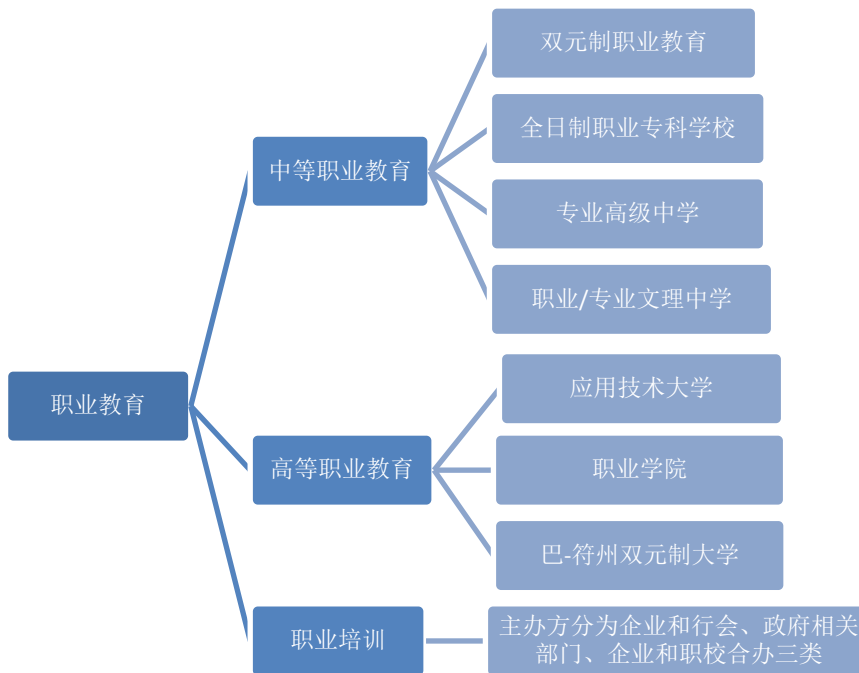 职业教育
中等职业教育
双元制职业教育
全日制职业专科学校
专业高级中学
职业/专业文理中学
高等职业教育
应用技术大学
职业学院
巴-符州双元制大学
职业培训
主办方分为企业和行会、政府相关
部门、企业和职校合办三类